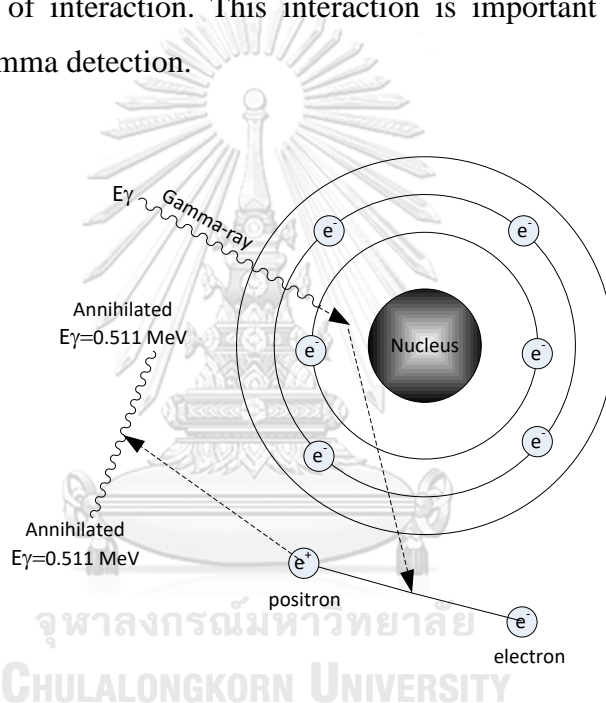 of interaction. This interaction is important
mma detection.
Eγ
Gamma-ray
Annihilated
Eγ=0.511 MeV
e-
e-
e-
Nucleus
e-
e-
e-
Annihilated
Eγ=0.511 MeV
e+
positron
e-
electron
จุฬาลงกรณ์มหาวิทยาลัย
CHULALONGKORN UNIVERSITY